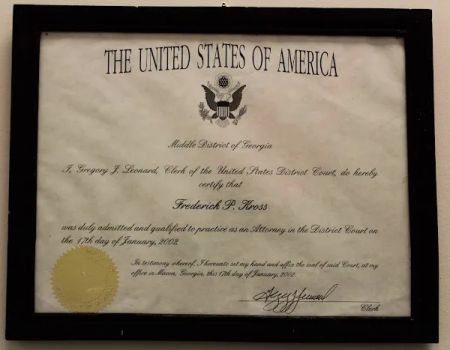 THE UNITED STATES OF AMERICA
Middle District of Georgia
I, Gregory J. Leonard, Clerk of the United States District Court, do hereby
certify that
Frederick P. Kross
was duly admitted and qualified to practice as an Attorney in the District Court on
the 17th day of January, 2002
In testimony whereof, I hereunto set my hand and affix the seal of said Court, at my
office in Macon, Georgia, this 17th day of January, 2002.
Clerk